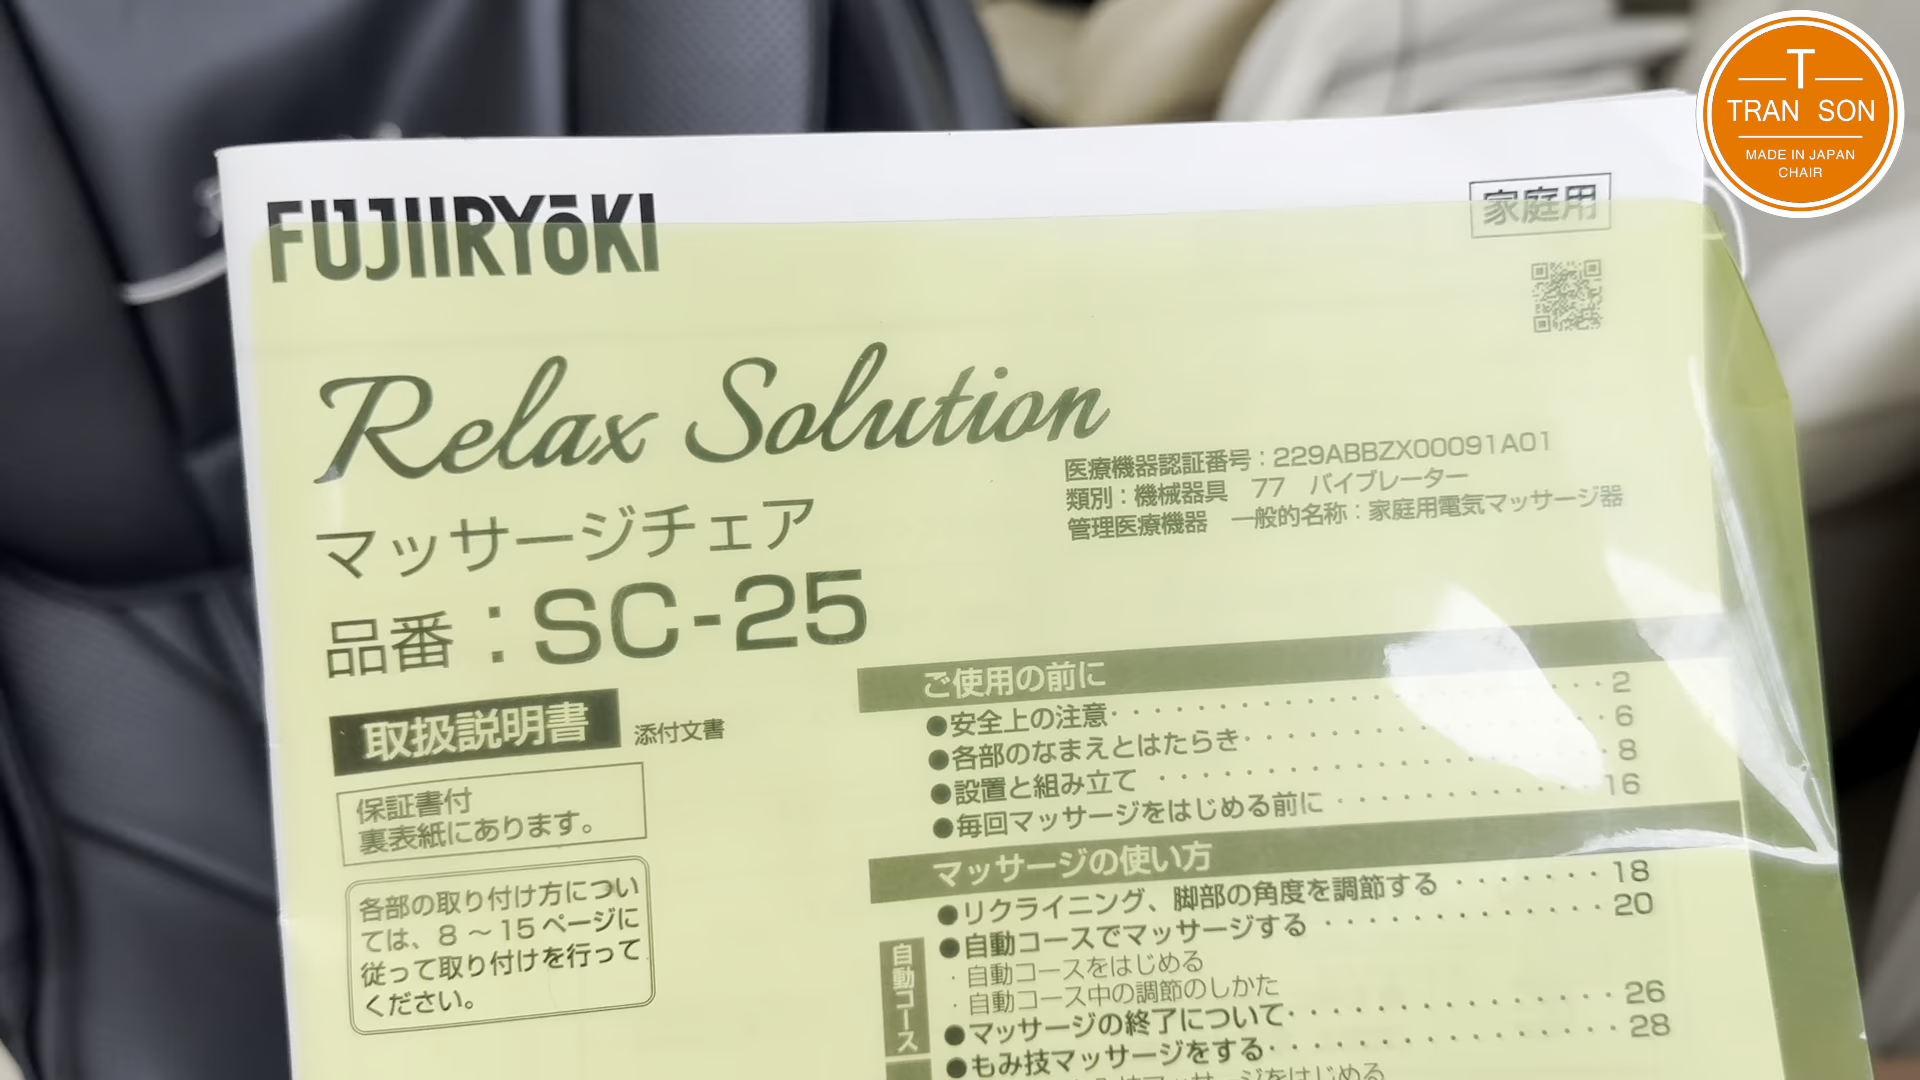 T
TRAN SON
MADE IN JAPAN
CHAIR
FUJIIRYōKI
家庭用
Relax Solution
マッサージチェア
品番：SC-25
医療機器認証番号：229ABBZX00091A01
類別：機械器具 77 バイブレーター
管理医療機器 一般的名称：家庭用電気マッサージ器
取扱説明書 添付文書
保証書付
裏表紙にあります。
各部の取り付け方につい
ては、8 ～ 15 ページに
従って取り付けを行って
ください。
ご使用の前に
●安全上の注意・・・・・・・・・・・・・・・・・・2
●各部のなまえとはたらき・・・・・・・・・・・・・・6
●設置と組み立て ・・・・・・・・・・・・・・・・・8
●毎回マッサージをはじめる前に ・・・・・・・・・・・16
マッサージの使い方
●リクライニング、脚部の角度を調節する ・・・・・・・18
自動コース
●自動コースでマッサージする ・・・・・・・・・・・・20
・自動コースをはじめる
・自動コース中の調節のしかた
●マッサージの終了について・・・・・・・・・・・・・26
●もみ技マッサージをする・・・・・・・・・・・・・・28